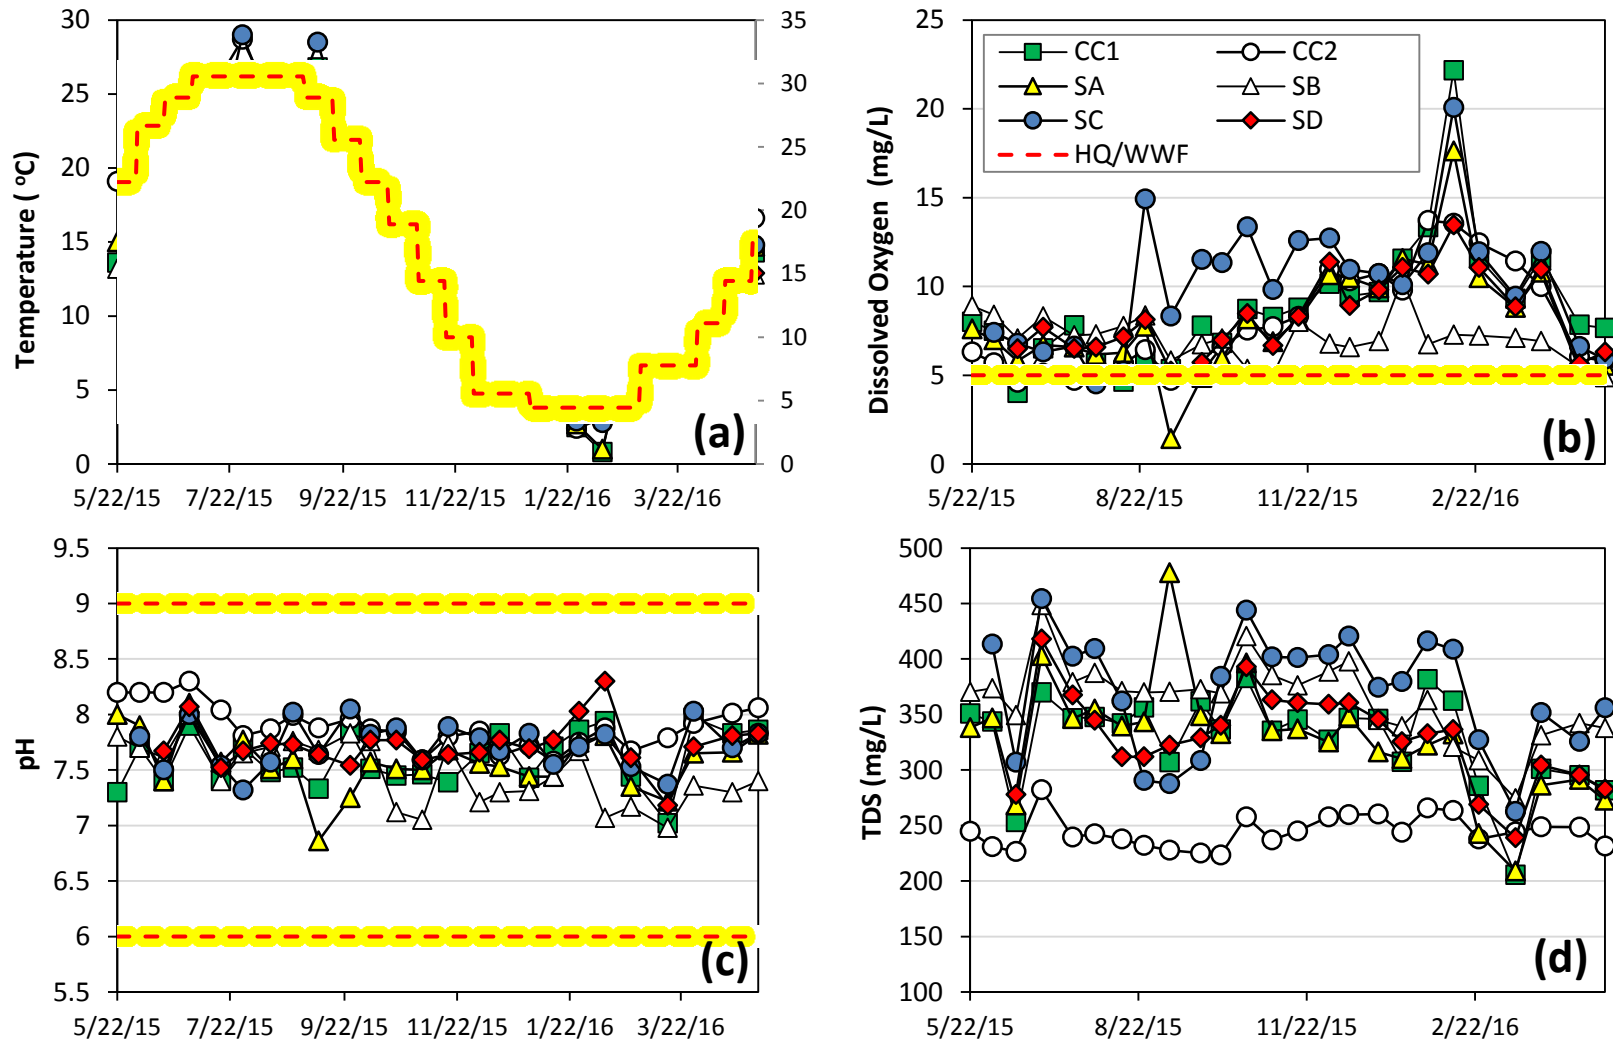 Temperature ( °C)
30
25
20
15
10
5
0
35
30
25
20
15
10
5
0
5/22/15 7/22/15 9/22/15 11/22/15 1/22/16 3/22/16
(a)
Dissolved Oxygen (mg/L)
25
20
15
10
5
0
CC1 CC2
SA SB
SC SD
HQ/WWF
5/22/15 8/22/15 11/22/15 2/22/16
(b)
pH
9.5
9
8.5
8
7.5
7
6.5
6
5.5
5/22/15 7/22/15 9/22/15 11/22/15 1/22/16 3/22/16
(c)
TDS (mg/L)
500
450
400
350
300
250
200
150
100
5/22/15 8/22/15 11/22/15 2/22/16
(d)